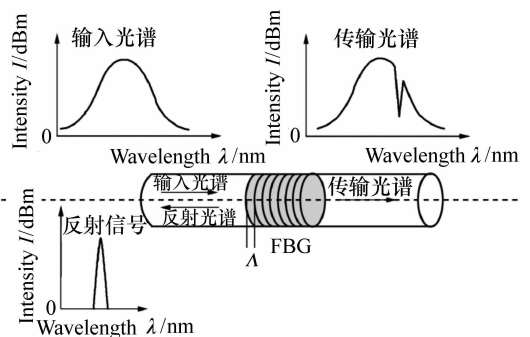 输入光谱
Intensity I/dBm
0
Wavelength λ/nm
传输光谱
Intensity I/dBm
0
Wavelength λ/nm
输入光谱
反射光谱
传输光谱
FBG
Λ
反射信号
Intensity I/dBm
0
Wavelength λ/nm